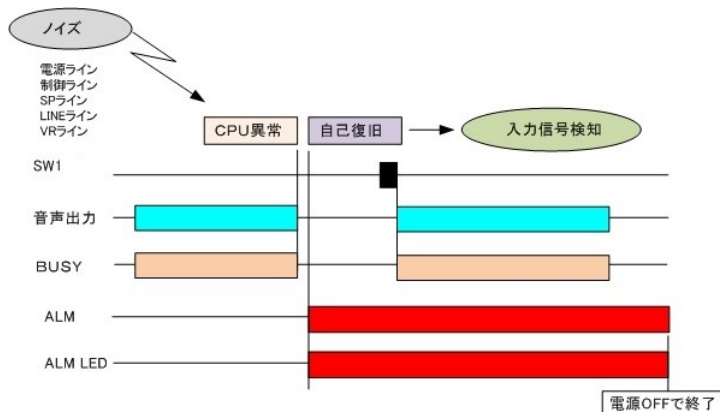 ノイズ
電源ライン
制御ライン
SPライン
LINEライン
VRライン
CPU異常
自己復旧
入力信号検知
SW1
音声出力
BUSY
ALM
ALM LED
電源OFFで終了